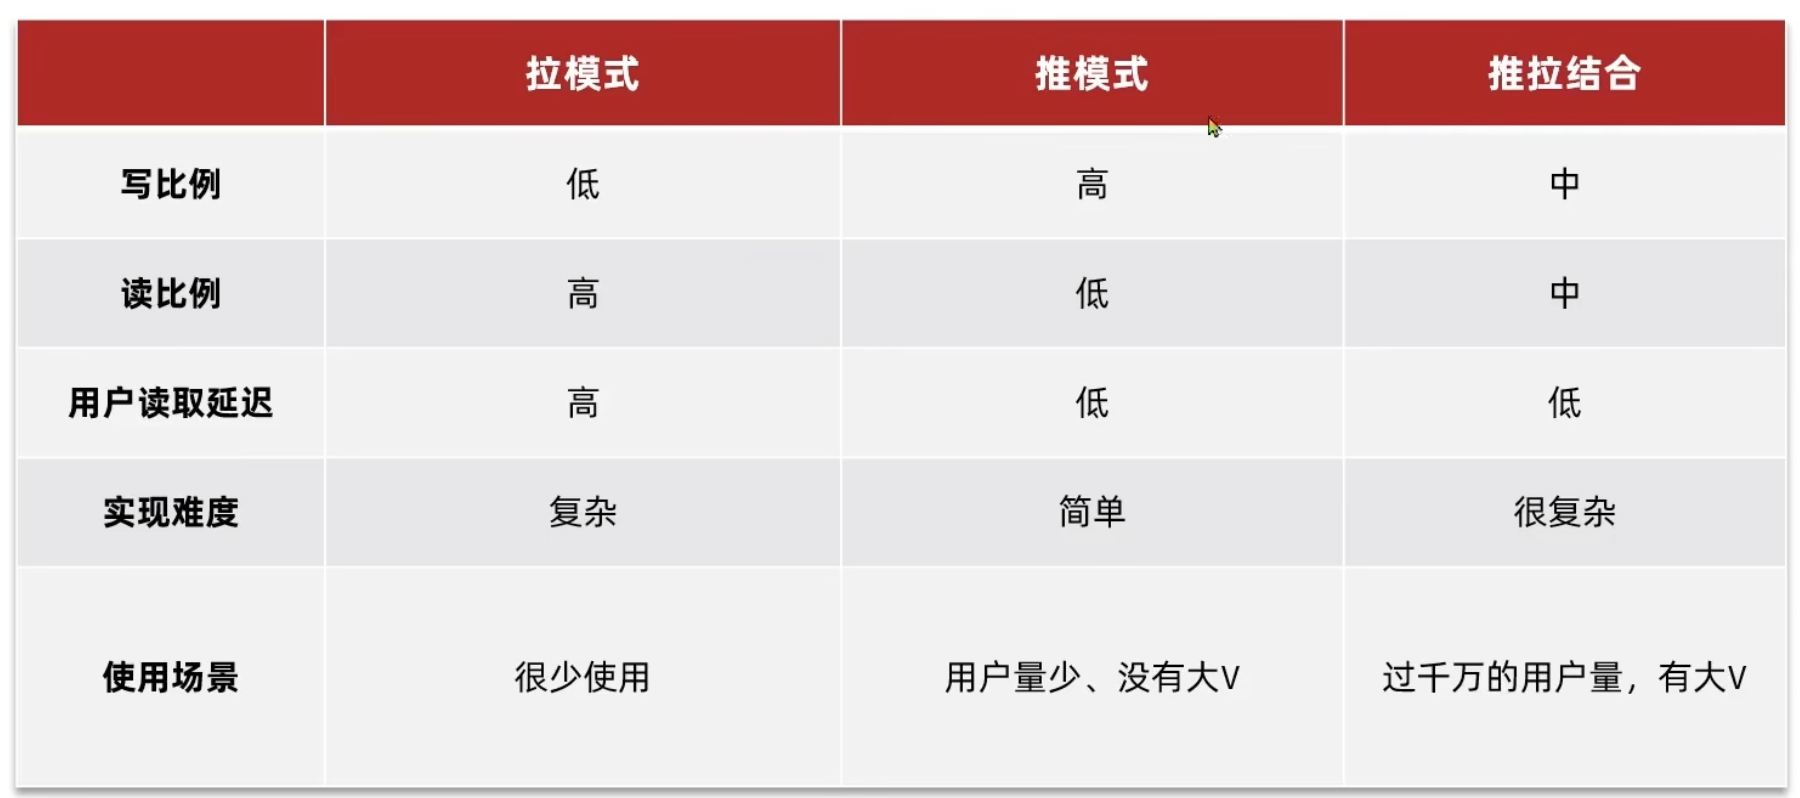 拉模式 推模式 推拉结合
写比例 低 高 中
读比例 高 低 中
用户读取延迟 高 低 低
实现难度 复杂 简单 很复杂
使用场景 很少使用 用户量少、没有大V 过千万的用户量，有大V